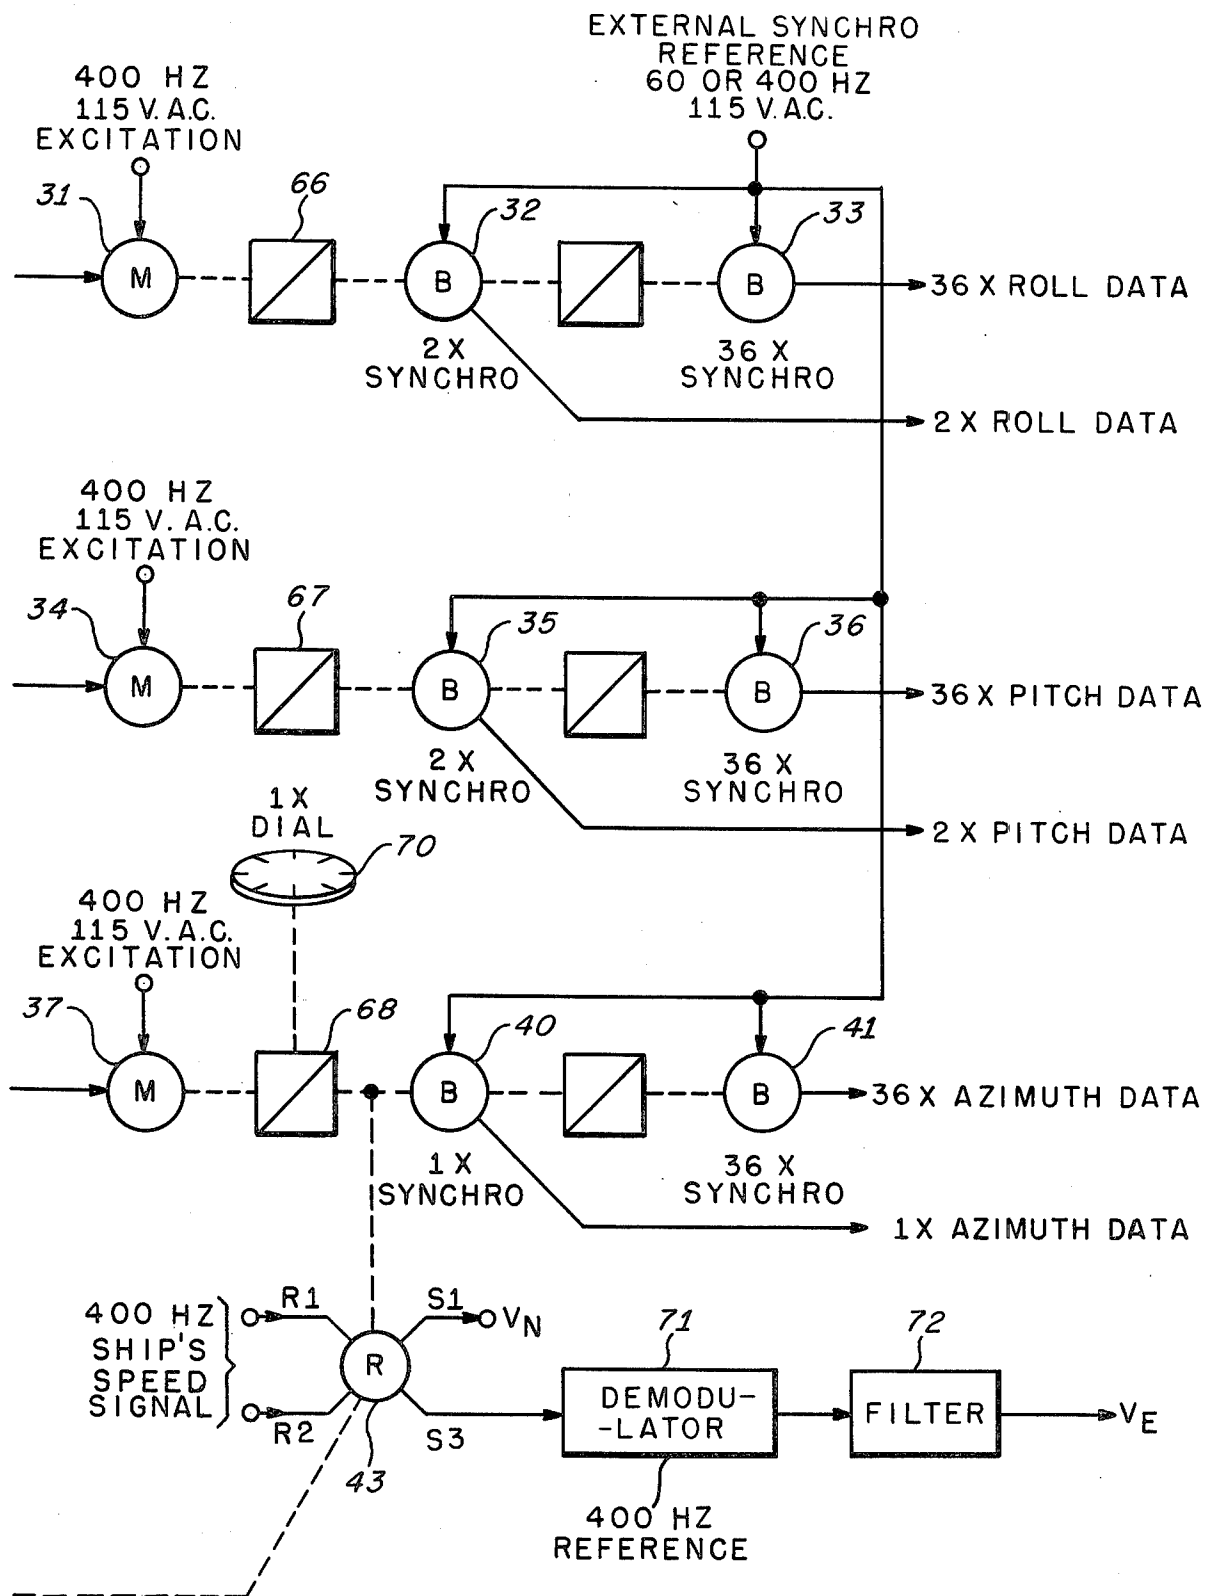 EXTERNAL SYNCHRO
REFERENCE
60 OR 400 HZ
115 V. A.C.
400 HZ
115 V. A.C.
EXCITATION
31
66
32
33
M
B
B
36 X ROLL DATA
2 X
SYNCHRO
36 X
SYNCHRO
2 X ROLL DATA
400 HZ
115 V. A.C.
EXCITATION
34
67
35
36
M
B
B
36 X PITCH DATA
2 X
SYNCHRO
36 X
SYNCHRO
1 X
DIAL
70
2 X PITCH DATA
400 HZ
115 V. A.C.
EXCITATION
37
68
40
41
M
B
B
36 X AZIMUTH DATA
1 X
SYNCHRO
36 X
SYNCHRO
1 X AZIMUTH DATA
400 HZ
SHIP'S
SPEED
SIGNAL
R1
S1
VN
R
R2
S3
43
71
DEMODU-
-LATOR
400 HZ
REFERENCE
72
FILTER
VE